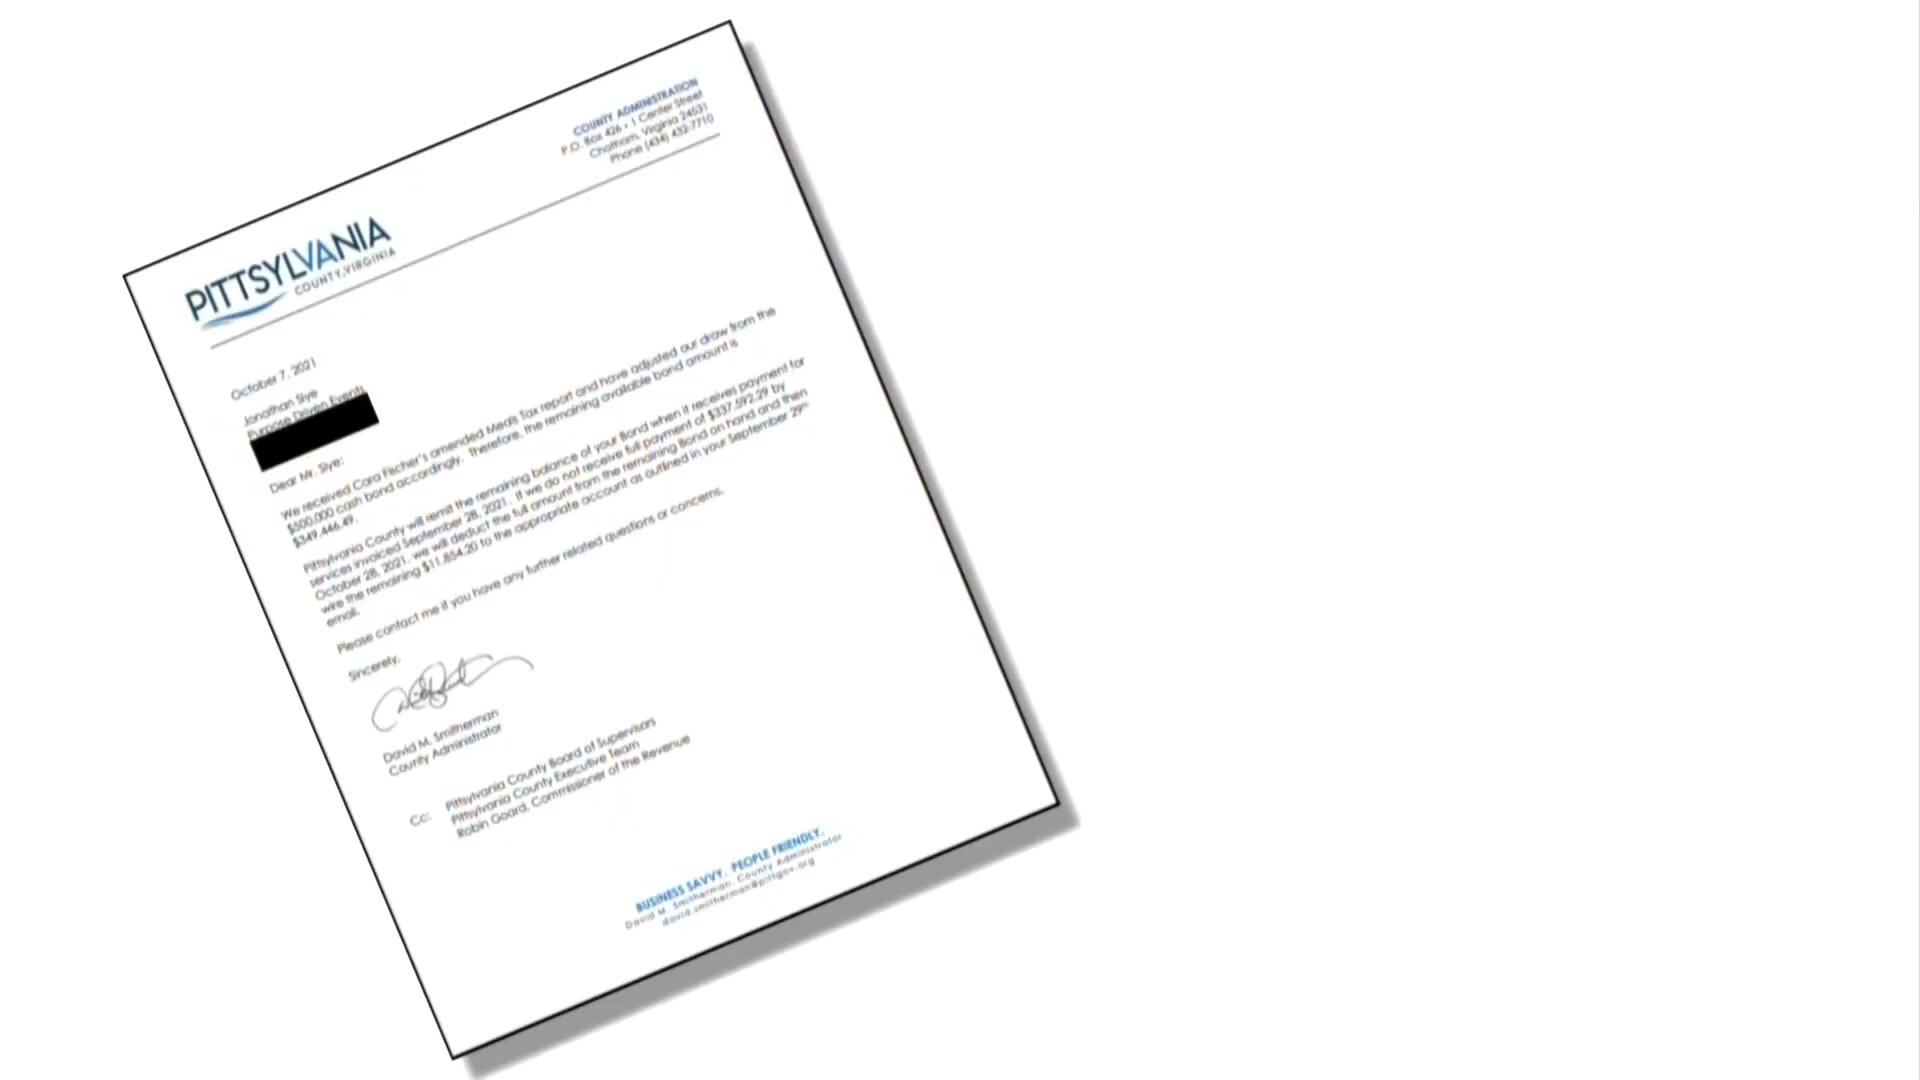 COUNTY ADMINISTRATION
P.O. Box 426 • 1 Center Street
Chatham, Virginia 24531
Phone (434) 432-7710
PITTSYLVANIA
COUNTY, VIRGINIA
October 7, 2021
Jonathan Slye
Purpose Driven Events
Dear Mr. Slye:
We received Cara Fischer's amended Meals Tax report and have adjusted our draw from the
$500,000 cash bond accordingly. Therefore, the remaining available bond amount is
$349,446.49.
Pittsylvania County will remit the remaining balance of your Bond when it receives payment for
services invoiced September 28, 2021. If we do not receive full payment of $337,592.29 by
October 28, 2021, we will deduct the full amount from the remaining Bond on hand and then
wire the remaining $11,854.20 to the appropriate account as outlined in your September 29th
email.
Please contact me if you have any further related questions or concerns.
Sincerely,
David M. Smitherman
County Administrator
Cc: Pittsylvania County Board of Supervisors
Pittsylvania County Executive Team
Robin Goard, Commissioner of the Revenue
BUSINESS SAVVY. PEOPLE FRIENDLY.
David M. Smitherman, County Administrator
david.smitherman@pittgov.org